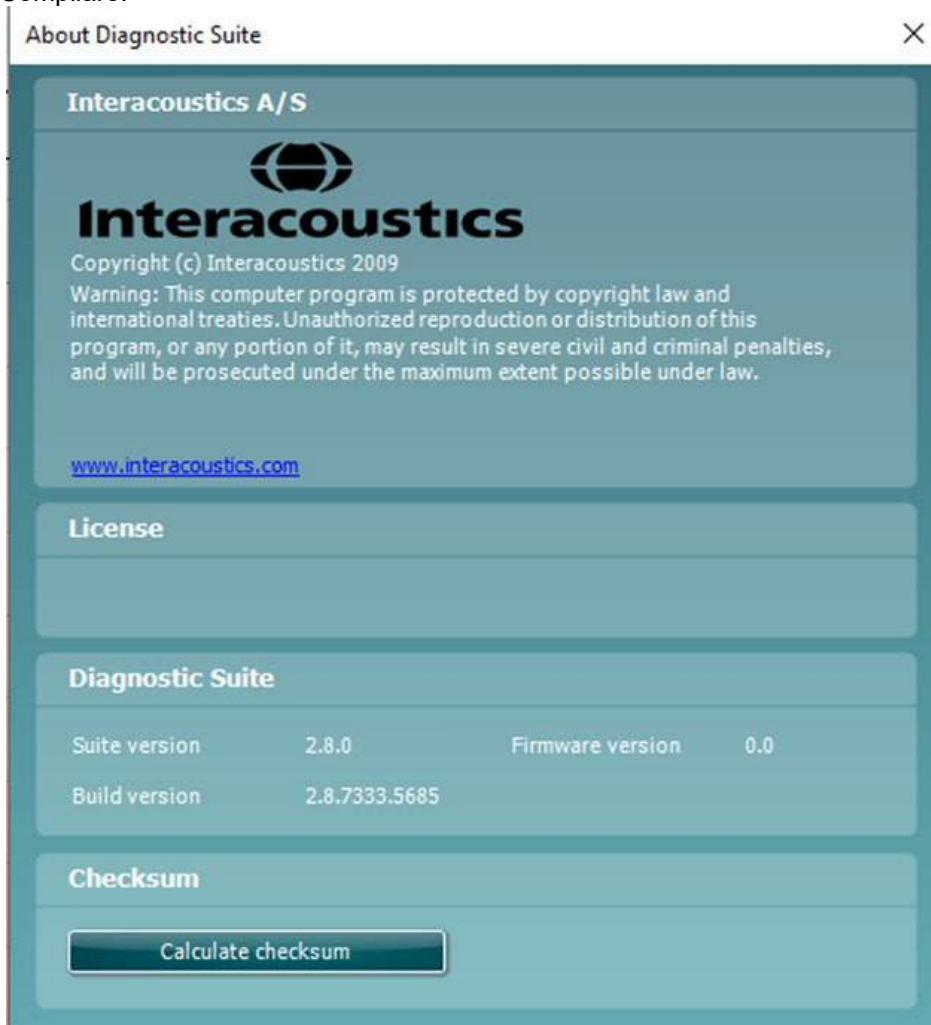 About Diagnostic Suite
Interacoustics A/S
Interacoustics
Copyright (c) Interacoustics 2009
Warning: This computer program is protected by copyright law and
international treaties. Unauthorized reproduction or distribution of this
program, or any portion of it, may result in severe civil and criminal penalties,
and will be prosecuted under the maximum extent possible under law.
www.interacoustics.com
License
Diagnostic Suite
Suite version 2.8.0 Firmware version 0.0
Build version 2.8.7333.5685
Checksum
Calculate checksum